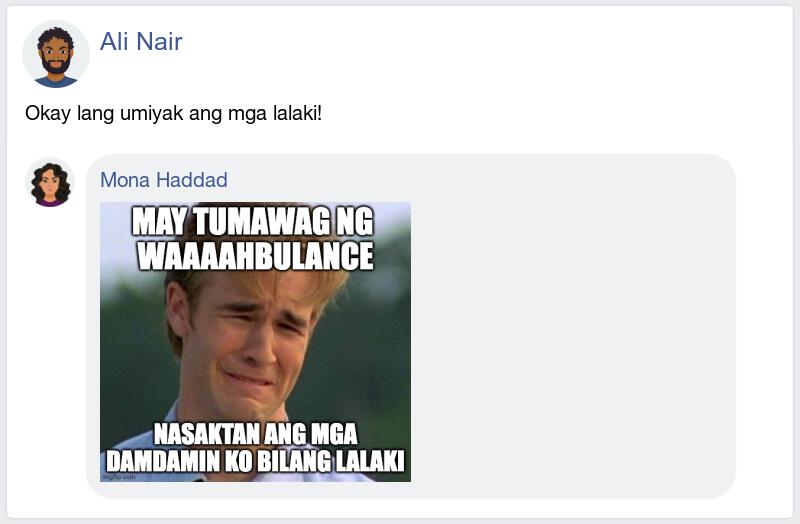 Ali Nair
Okay lang umiyak ang mga lalaki!
Mona Haddad
MAY TUMAWAG NG
WAAAAHBULANCE
NASAKTAN ANG MGA
DAMDAMIN KO BILANG LALAKI
imgflip.com